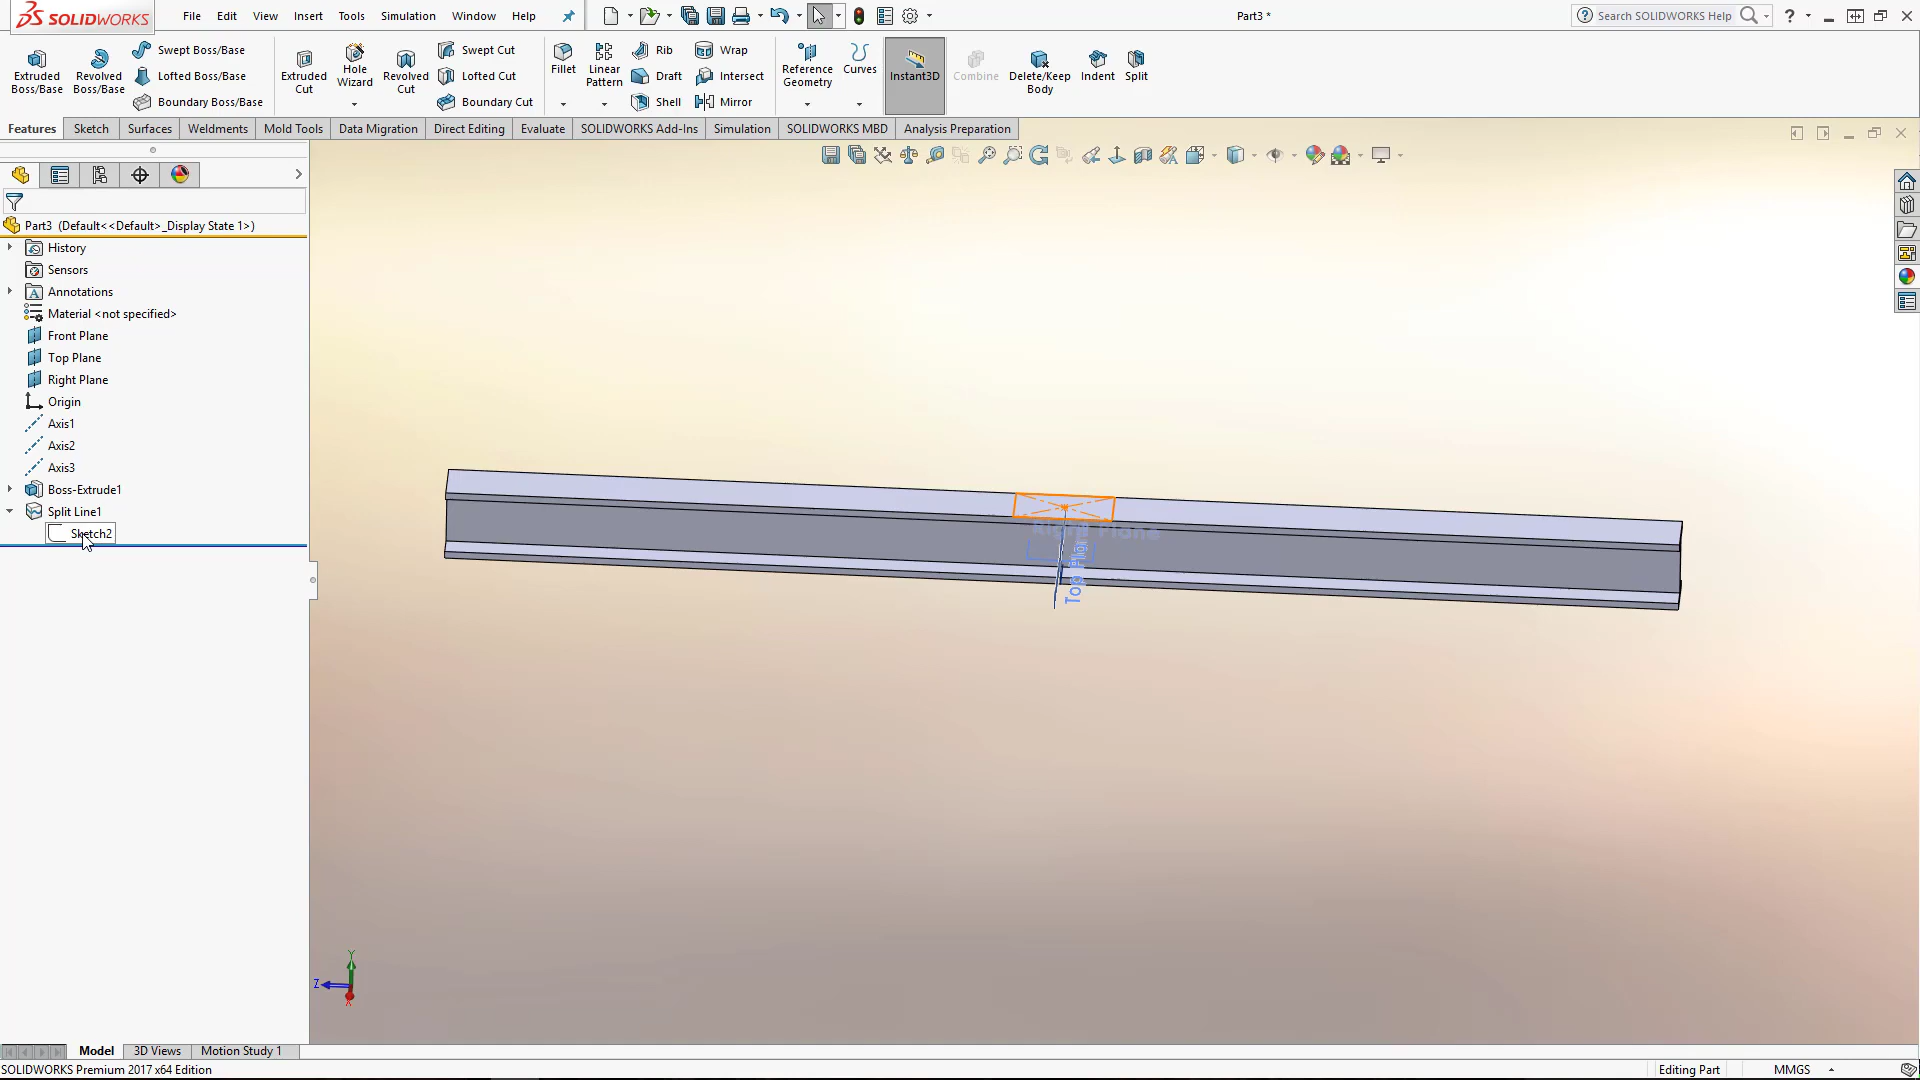 SOLIDWORKS
File Edit View Insert Tools Simulation Window Help
Part3 *
Search SOLIDWORKS Help
Extruded Boss/Base
Revolved Boss/Base
Swept Boss/Base
Lofted Boss/Base
Boundary Boss/Base
Extruded Cut
Hole Wizard
Revolved Cut
Swept Cut
Lofted Cut
Boundary Cut
Fillet
Linear Pattern
Rib
Draft
Shell
Wrap
Intersect
Mirror
Reference Geometry
Curves
Instant3D
Combine
Delete/Keep Body
Indent
Split
Features Sketch Surfaces Weldments Mold Tools Data Migration Direct Editing Evaluate SOLIDWORKS Add-Ins Simulation SOLIDWORKS MBD Analysis Preparation
Part3 (Default<<Default>_Display State 1>)
History
Sensors
Annotations
Material <not specified>
Front Plane
Top Plane
Right Plane
Origin
Axis1
Axis2
Axis3
Boss-Extrude1
Split Line1
Sketch2
Right Plane
Y
Z
X
Model 3D Views Motion Study 1
SOLIDWORKS Premium 2017 x64 Edition
Editing Part
MMGS